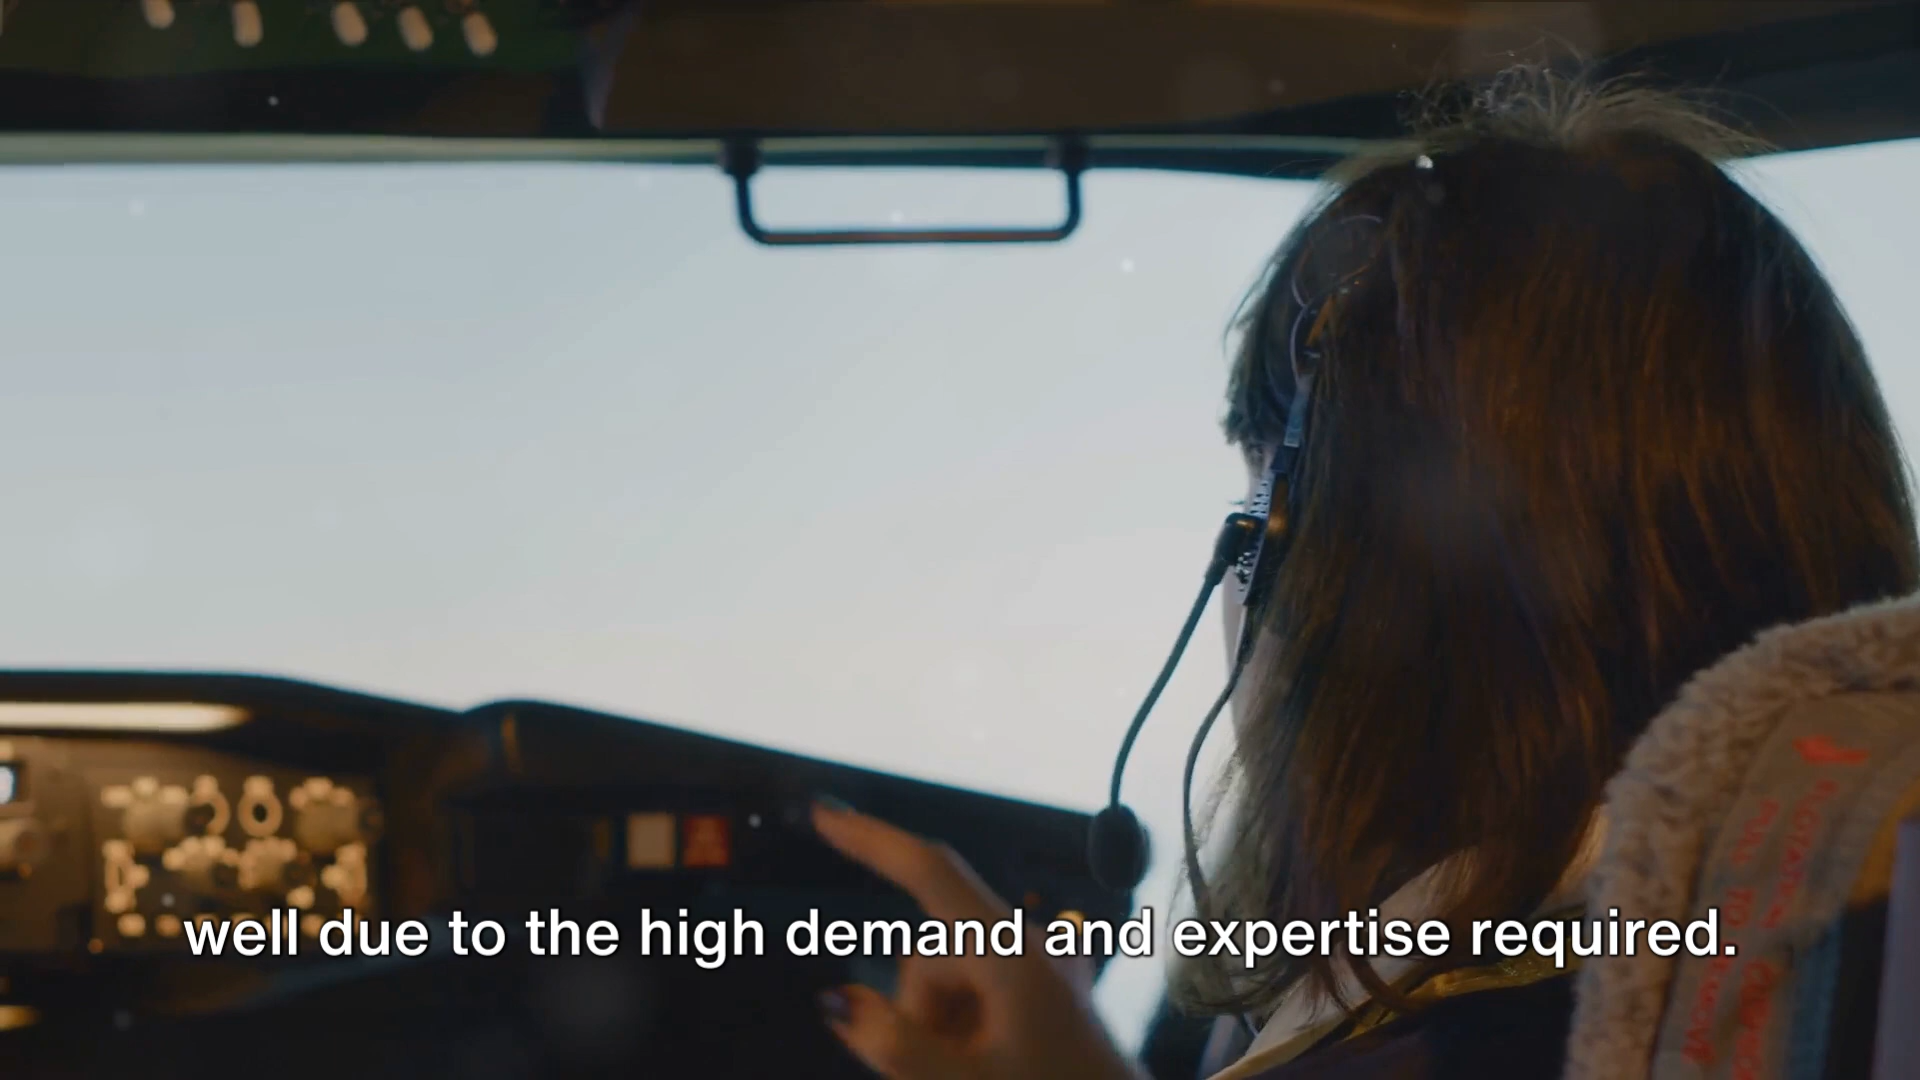 well due to the high demand and expertise required.